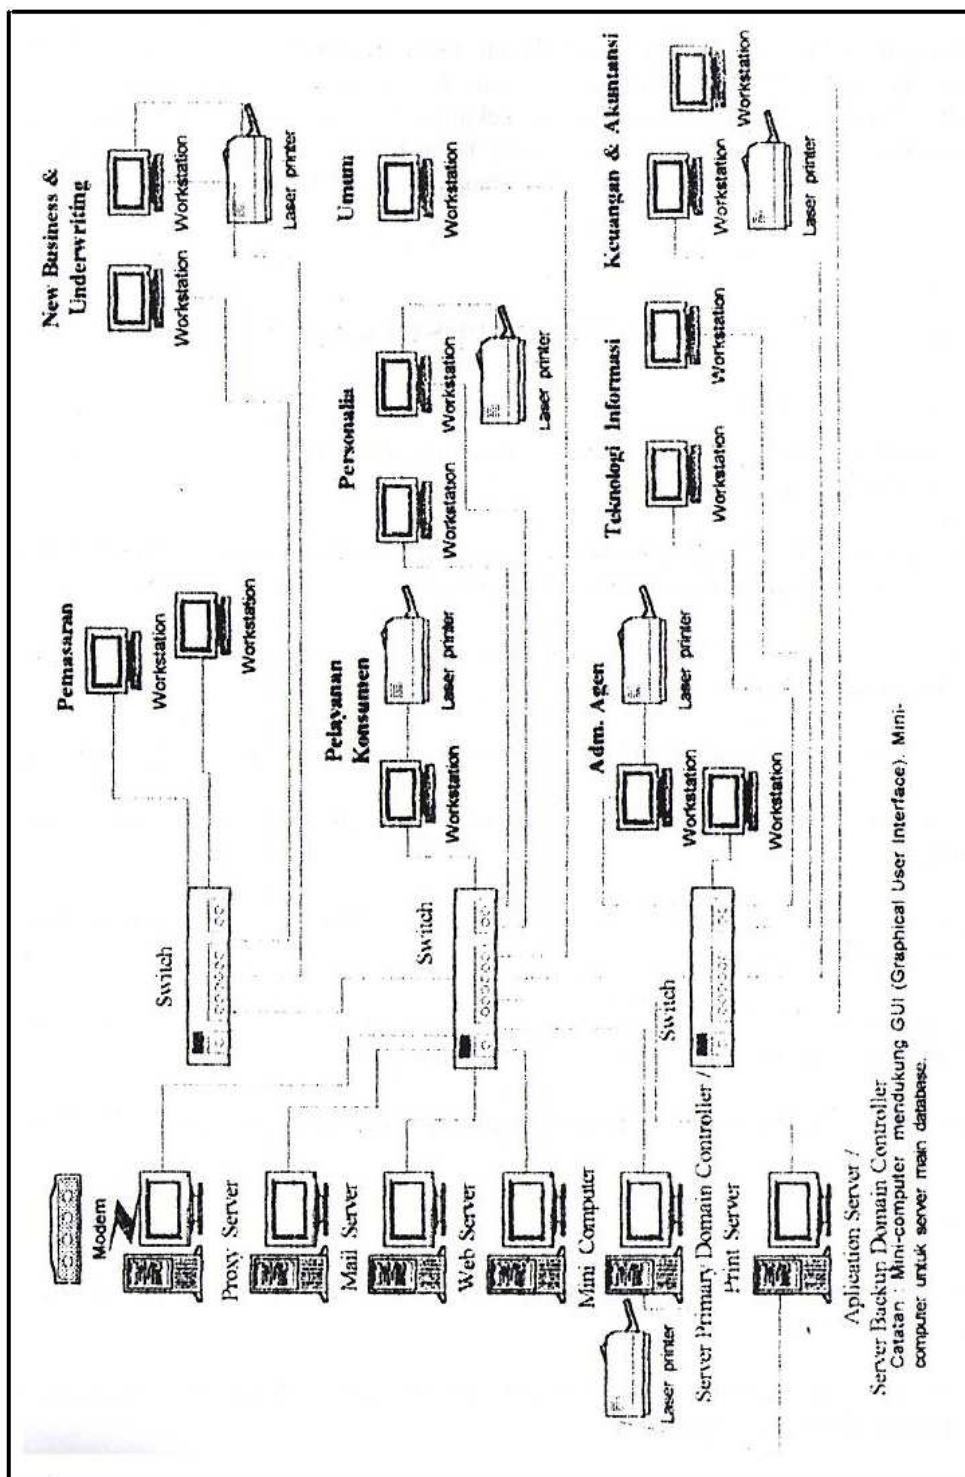 New Business &
Underwriting
Workstation
Workstation
Laser printer
Pemasaran
Workstation
Workstation
Switch
Modem
Proxy Server
Umum
Workstation
Personalia
Workstation
Workstation
Laser printer
Pelayanan
Konsumen
Workstation
Laser printer
Switch
Mail Server
Web Server
Mini Computer
Keuangan & Akuntansi
Workstation
Workstation
Laser printer
Teknologi Informasi
Workstation
Workstation
Adm. Agen
Workstation
Laser printer
Workstation
Switch
Laser printer
Server Primary Domain Controller /
Print Server
Aplication Server /
Server Backup Domain Controller
Catatan : Mini-computer mendukung GUI (Graphical User Interface). Mini-
computer untuk server main database.